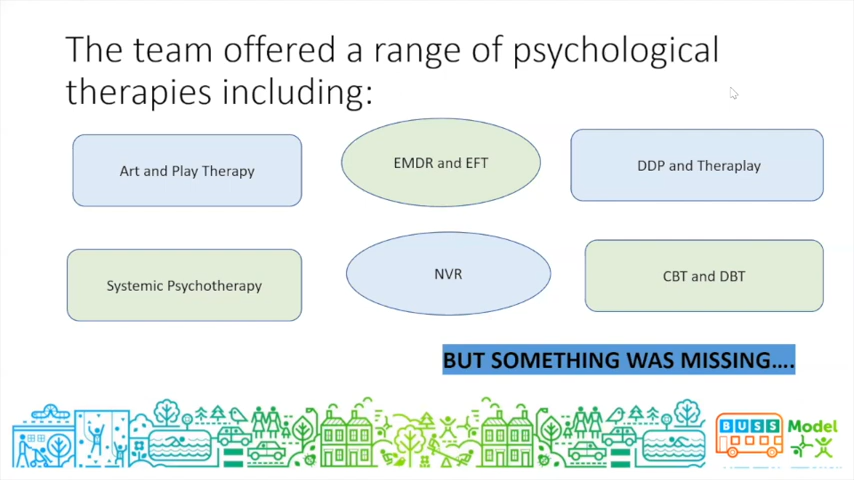 The team offered a range of psychological
therapies including:
Art and Play Therapy
EMDR and EFT
DDP and Theraplay
Systemic Psychotherapy
NVR
CBT and DBT
BUT SOMETHING WAS MISSING....
BUSS Model